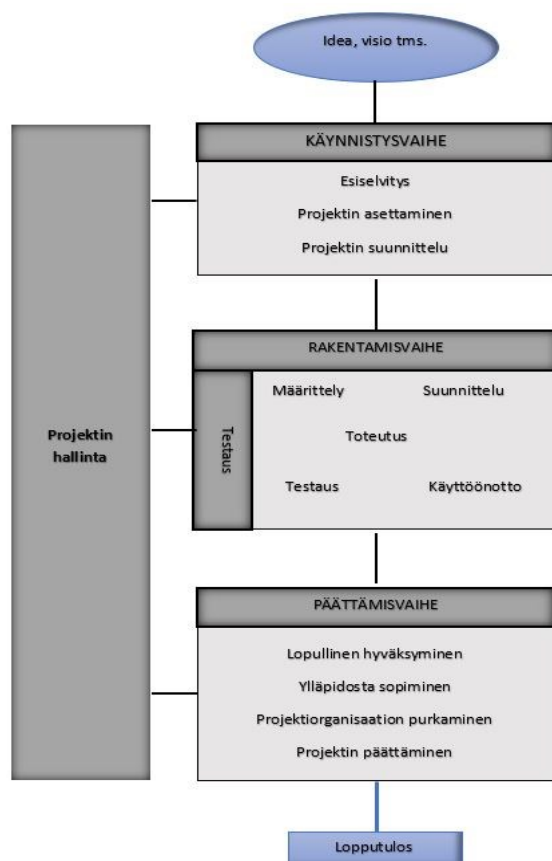 Idea, visio tms.
KÄYNNISTYSVAIHE
Esiselvitys
Projektin asettaminen
Projektin suunnittelu
RAKENTAMISVAIHE
Määrittely Suunnittelu
Toteutus
Testaus Käyttöönotto
Testaus
Projektin
hallinta
PÄÄTTÄMISVAIHE
Lopullinen hyväksyminen
Ylläpidosta sopiminen
Projektiorganisaation purkaminen
Projektin päättäminen
Lopputulos